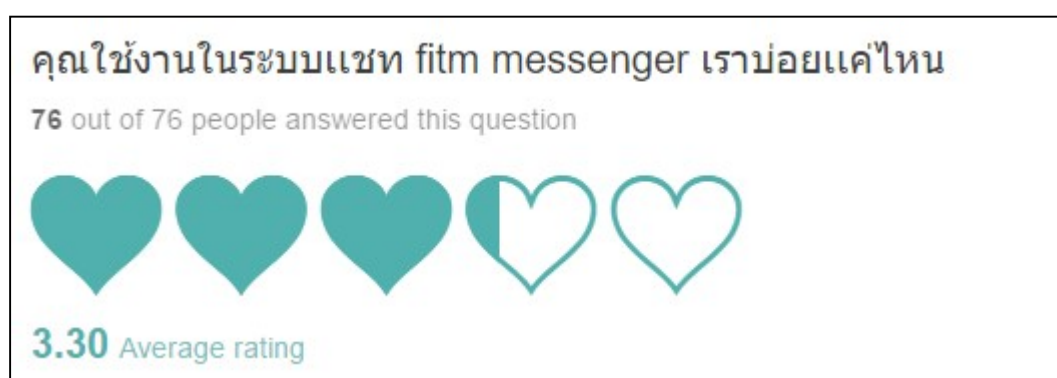 คุณใช้งานในระบบแชท fitm messenger เราบ่อยแค่ไหน
76 out of 76 people answered this question
3.30 Average rating